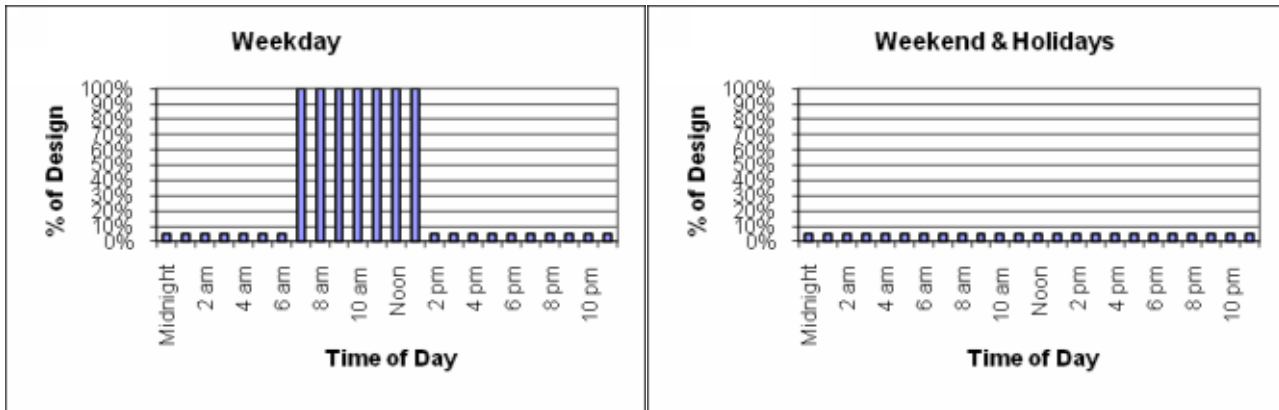 Weekday
% of Design
100%
90%
80%
70%
60%
50%
40%
30%
20%
10%
0%
Midnight
2 am
4 am
6 am
8 am
10 am
Noon
2 pm
4 pm
6 pm
8 pm
10 pm
Time of Day
Weekend & Holidays
% of Design
100%
90%
80%
70%
60%
50%
40%
30%
20%
10%
0%
Midnight
2 am
4 am
6 am
8 am
10 am
Noon
2 pm
4 pm
6 pm
8 pm
10 pm
Time of Day